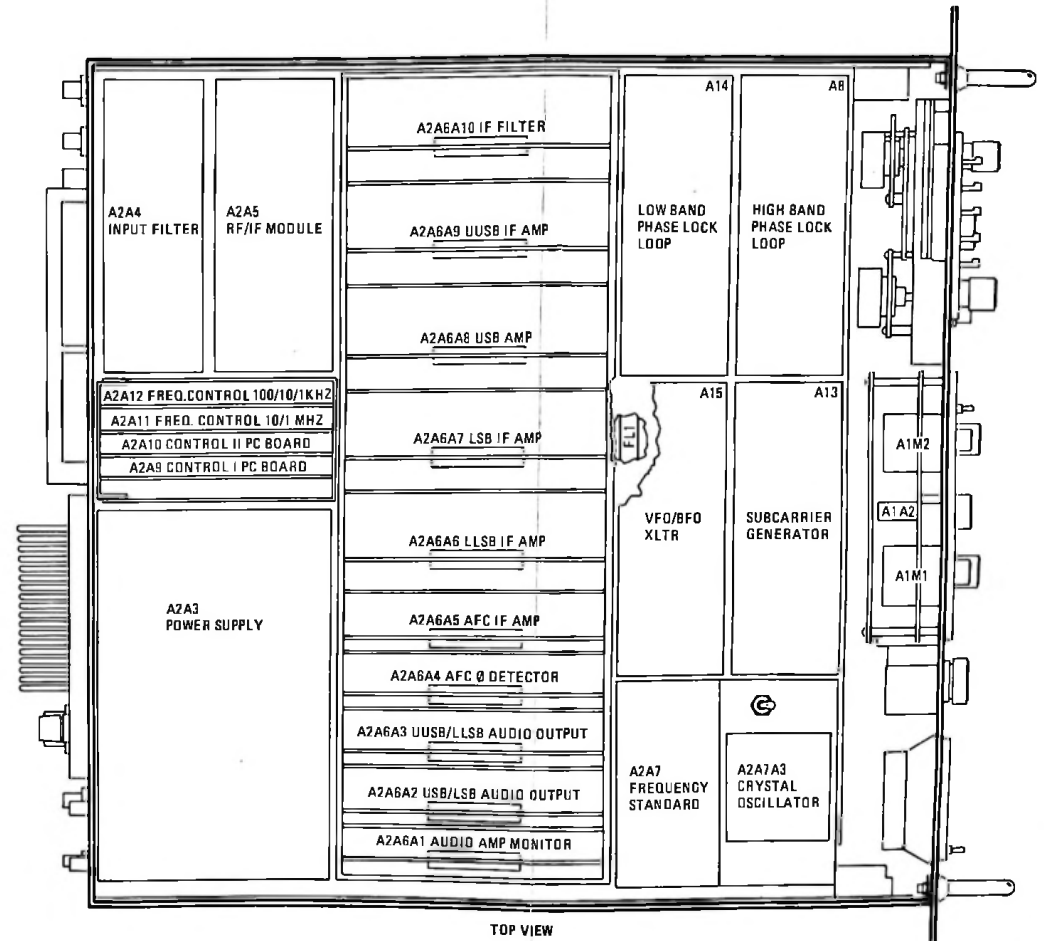 A2A4
INPUT FILTER
A2A5
RF/IF MODULE
A2A12 FREQ.CONTROL 100/10/1KHZ
A2A11 FREQ. CONTROL 10/1 MHZ
A2A10 CONTROL II PC BOARD
A2A9 CONTROL I PC BOARD
A2A3
POWER SUPPLY
A2A6A10 IF FILTER
A2A6A9 UUSB IF AMP
A2A6A8 USB AMP
A2A6A7 LSB IF AMP
A2A6A6 LLSB IF AMP
A2A6A5 AFC IF AMP
A2A6A4 AFC Ø DETECTOR
A2A6A3 UUSB/LLSB AUDIO OUTPUT
A2A6A2 USB/LSB AUDIO OUTPUT
A2A6A1 AUDIO AMP MONITOR
A14
LOW BAND
PHASE LOCK
LOOP
A8
HIGH BAND
PHASE LOCK
LOOP
A15
FL1
VFO/BFO
XLTR
A13
SUBCARRIER
GENERATOR
A2A7
FREQUENCY
STANDARD
A2A7A3
CRYSTAL
OSCILLATOR
A1M2
A1A2
A1M1
TOP VIEW